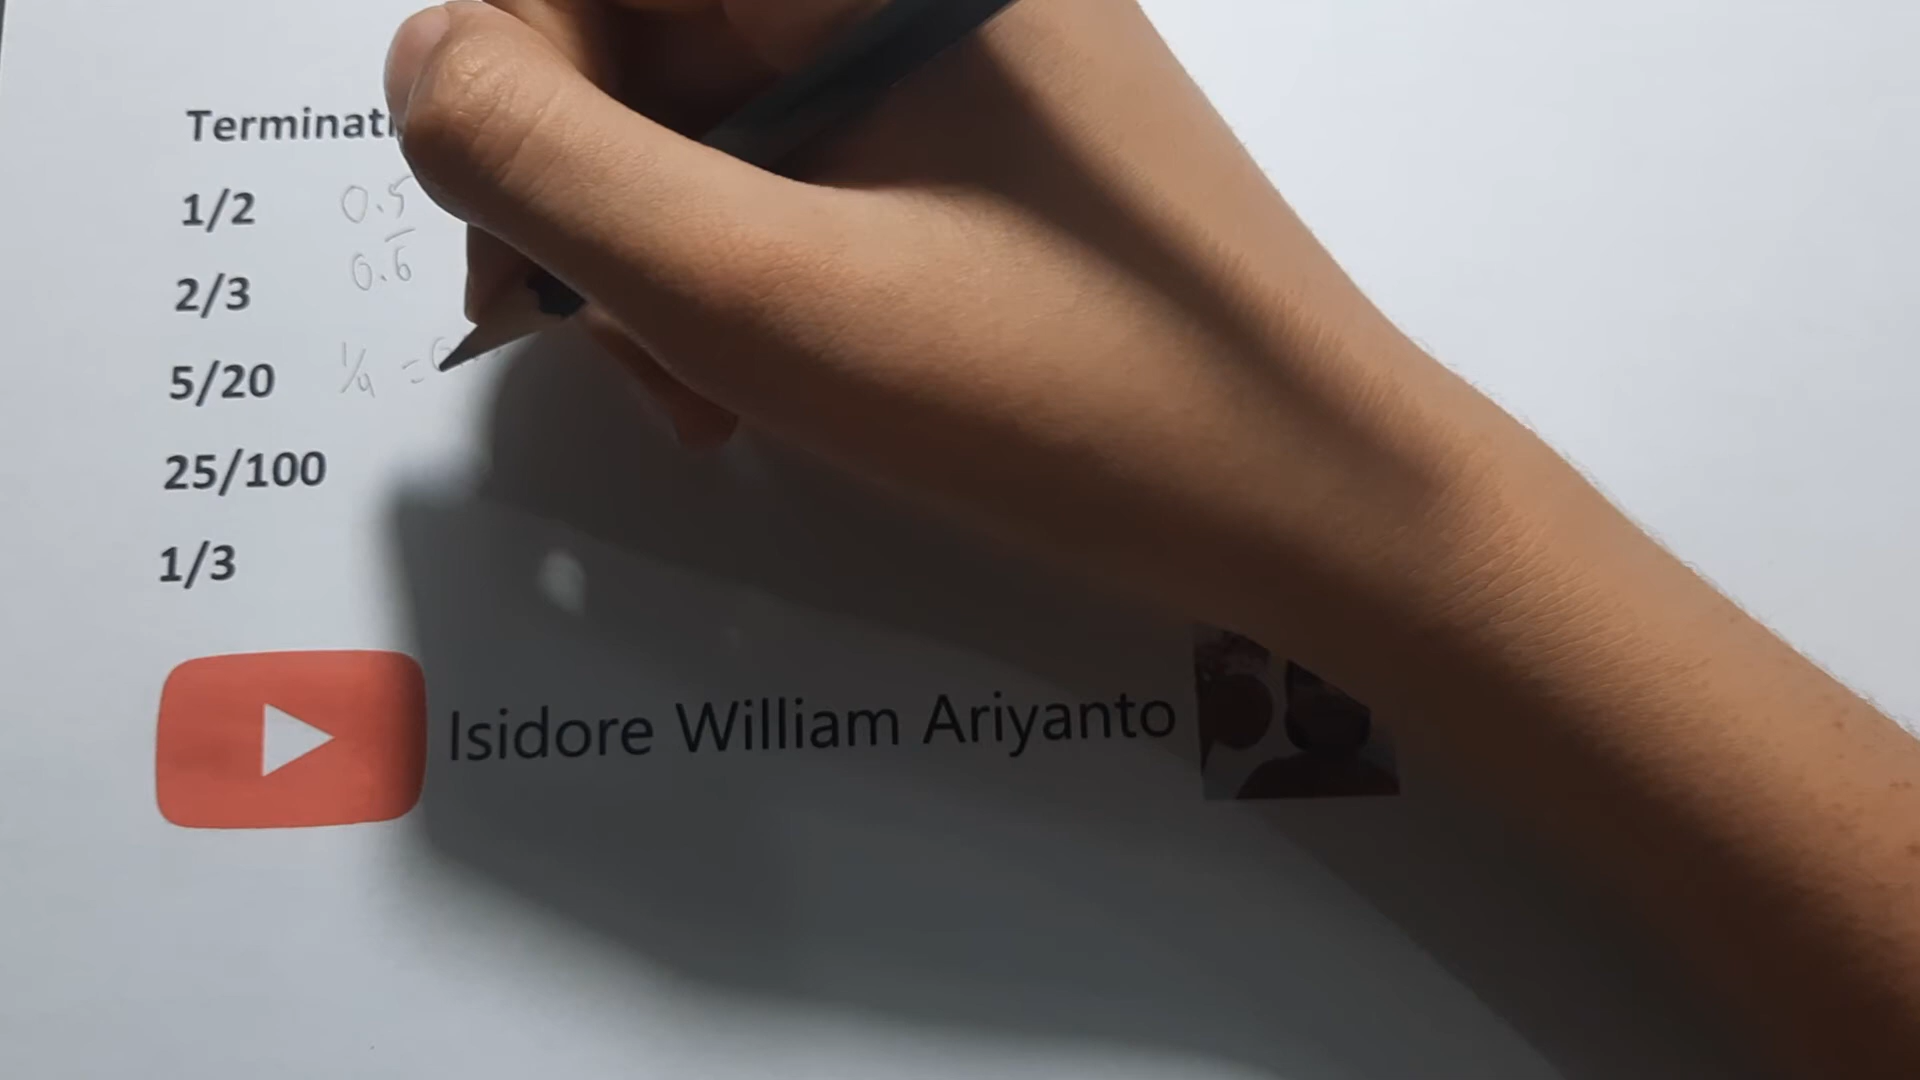 Terminati
1/2 0.5
2/3 0.6̅
5/20 1/4 =
25/100
1/3
Isidore William Ariyanto